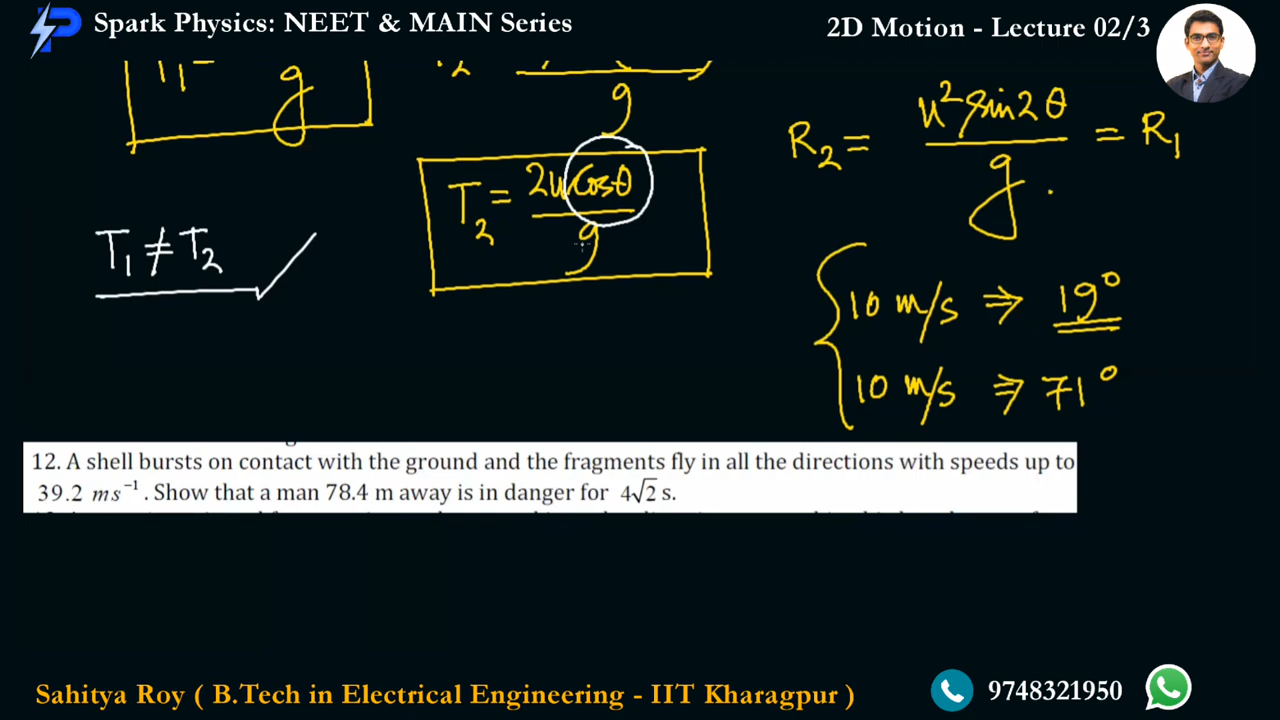 Spark Physics: NEET & MAIN Series
2D Motion - Lecture 02/3
g
g
R₂ = u² sin2θ / g = R₁
T₂ = 2u Cosθ / g
T₁ ≠ T₂
10 m/s ⇒ 19°
10 m/s ⇒ 71°
12. A shell bursts on contact with the ground and the fragments fly in all the directions with speeds up to
39.2 ms⁻¹. Show that a man 78.4 m away is in danger for 4√2 s.
Sahitya Roy ( B.Tech in Electrical Engineering - IIT Kharagpur )
9748321950